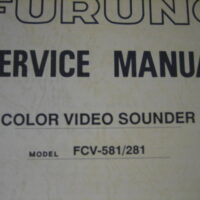 FURUNO
SERVICE MANUAL
COLOR VIDEO SOUNDER
MODEL FCV-581/281